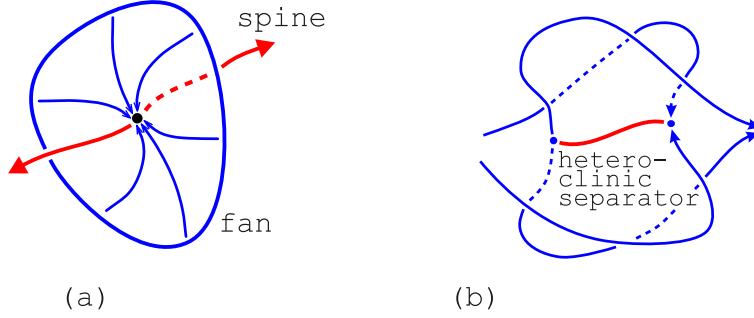 spine
fan
(a)
hetero-
clinic
separator
(b)